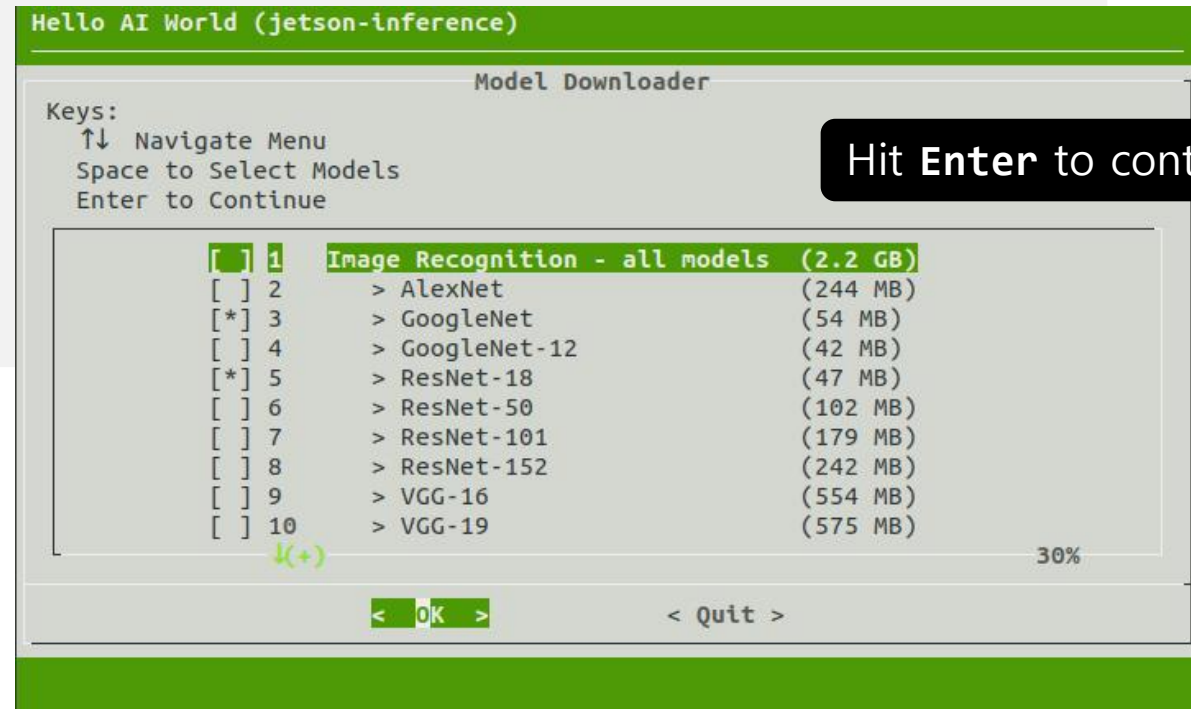 Hello AI World (jetson-inference)
Model Downloader
Keys:
↑↓ Navigate Menu
Space to Select Models
Enter to Continue
Hit Enter to cont
[ ] 1 Image Recognition - all models (2.2 GB)
[ ] 2 > AlexNet (244 MB)
[*] 3 > GoogleNet (54 MB)
[ ] 4 > GoogleNet-12 (42 MB)
[*] 5 > ResNet-18 (47 MB)
[ ] 6 > ResNet-50 (102 MB)
[ ] 7 > ResNet-101 (179 MB)
[ ] 8 > ResNet-152 (242 MB)
[ ] 9 > VGG-16 (554 MB)
[ ] 10 > VGG-19 (575 MB)
↓(+) 30%
< OK > < Quit >